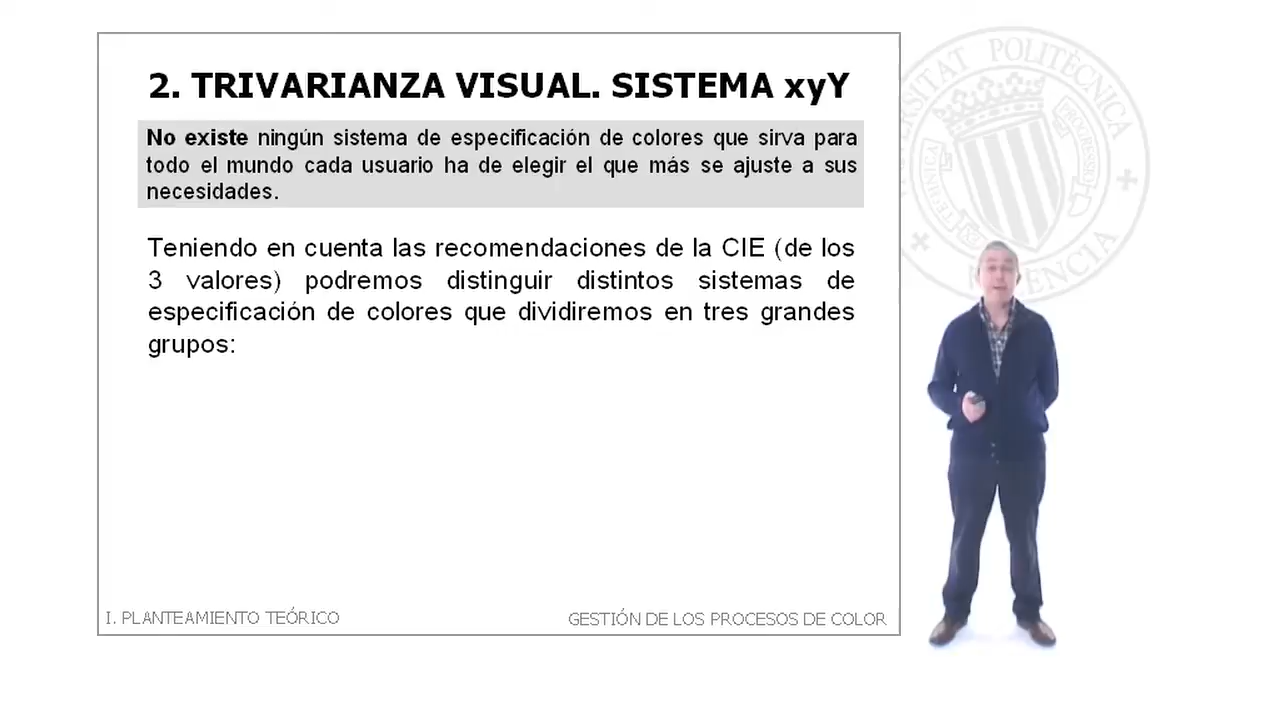 2. TRIVARIANZA VISUAL. SISTEMA xyY
No existe ningún sistema de especificación de colores que sirva para
todo el mundo cada usuario ha de elegir el que más se ajuste a sus
necesidades.
Teniendo en cuenta las recomendaciones de la CIE (de los
3 valores) podremos distinguir distintos sistemas de
especificación de colores que dividiremos en tres grandes
grupos:
I. PLANTEAMIENTO TEÓRICO
GESTIÓN DE LOS PROCESOS DE COLOR
POLITÈCNICA